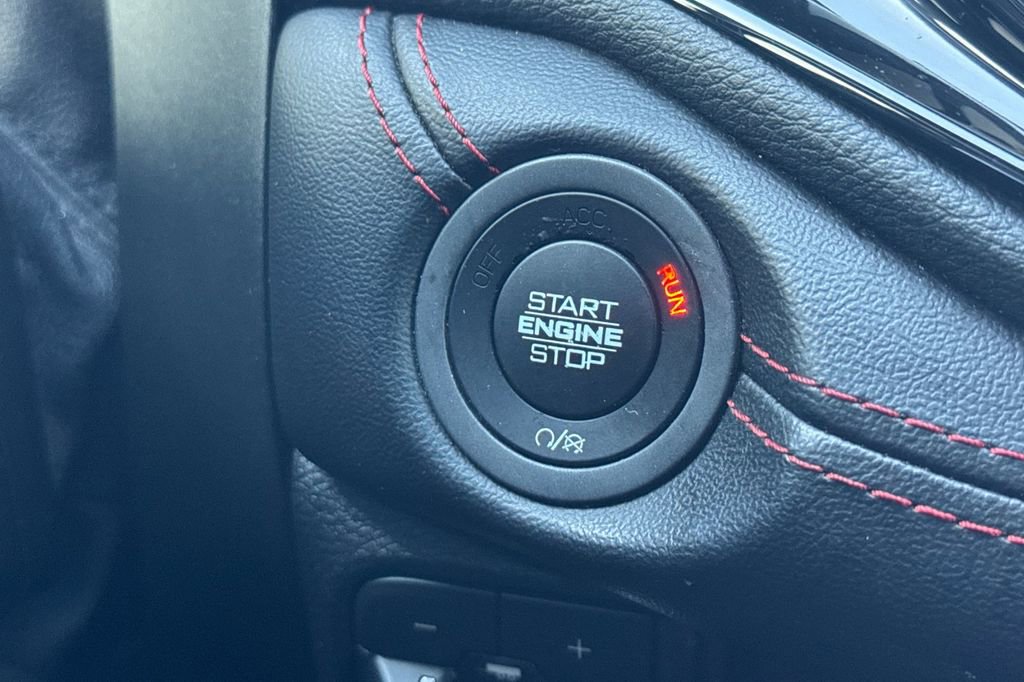 OFF
ACC
RUN
START
ENGINE
STOP
- +